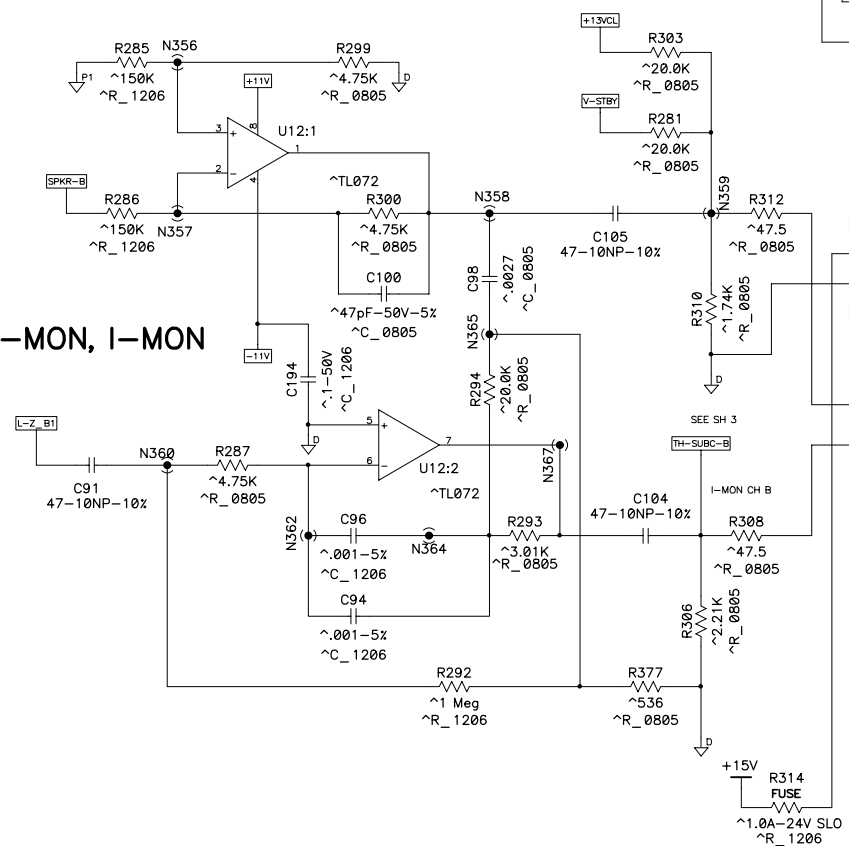 +13VCL
R303
^20.0K
^R_0805
V-STBY
R281
^20.0K
^R_0805
R285
N356
R299
^150K
^R_1206
P1
^4.75K
^R_0805
D
+11V
8
3
+
U12:1
1
2
-
4
^TL072
SPKR-B
R286
^150K
^R_1206
N357
R300
^4.75K
^R_0805
C100
^47pF-50V-5%
^C_0805
N358
C105
47-10NP-10%
N359
R312
^47.5
^R_0805
C98
^.0027
^C_0805
R310
^1.74K
^R_0805
D
-MON, I-MON
-11V
C194
^.1-50V
^C_1206
D
N365
R294
^20.0K
^R_0805
SEE SH 3
TH-SUBC-B
L-Z_B1
C91
47-10NP-10%
N360
R287
^4.75K
^R_0805
5
+
6
-
7
U12:2
^TL072
N367
I-MON CH B
C104
47-10NP-10%
R308
^47.5
^R_0805
N362
C96
^.001-5%
^C_1206
N364
R293
^3.01K
^R_0805
C94
^.001-5%
^C_1206
R306
^2.21K
^R_0805
R292
^1 Meg
^R_1206
R377
^536
^R_0805
D
+15V
R314
FUSE
^1.0A-24V SLO
^R_1206